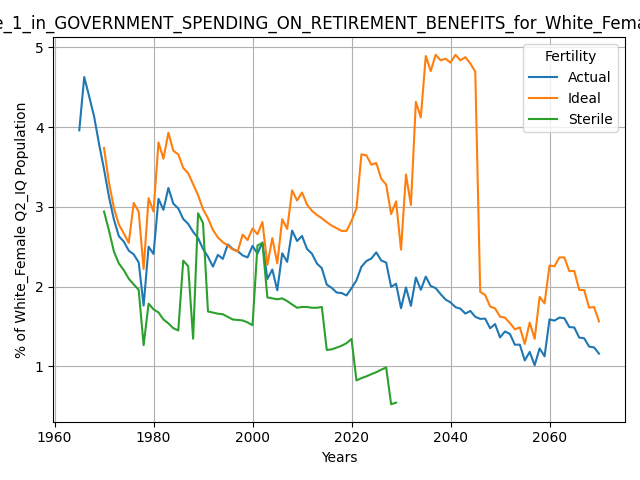 e_1_in_GOVERNMENT_SPENDING_ON_RETIREMENT_BENEFITS_for_White_Fema
% of White_Female Q2_IQ Population
5
4
3
2
1
Fertility
Actual
Ideal
Sterile
1960 1980 2000 2020 2040 2060
Years